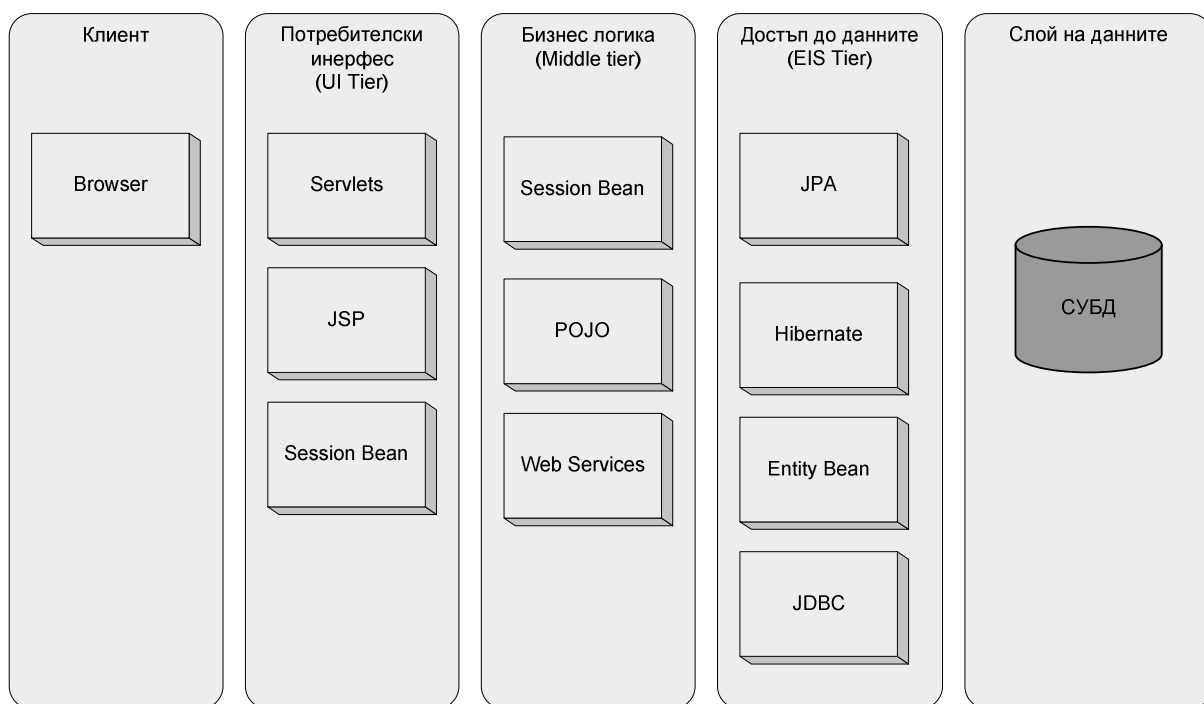 Клиент
Browser
Потребителски
инерфес
(UI Tier)
Servlets
JSP
Session Bean
Бизнес логика
(Middle tier)
Session Bean
POJO
Web Services
Достъп до данните
(EIS Tier)
JPA
Hibernate
Entity Bean
JDBC
Слой на данните
СУБД